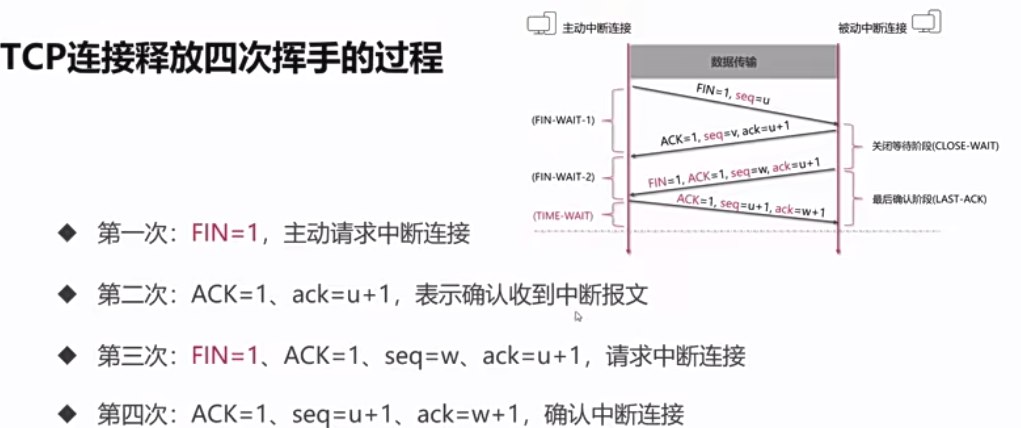 TCP连接释放四次挥手的过程
主动中断连接
被动中断连接
数据传输
FIN=1, seq=u
(FIN-WAIT-1)
ACK=1, seq=v, ack=u+1
关闭等待阶段(CLOSE-WAIT)
(FIN-WAIT-2)
FIN=1, ACK=1, seq=w, ack=u+1
最后确认阶段(LAST-ACK)
ACK=1, seq=u+1, ack=w+1
(TIME-WAIT)
◆ 第一次：FIN=1，主动请求中断连接
◆ 第二次：ACK=1、ack=u+1，表示确认收到中断报文
◆ 第三次：FIN=1、ACK=1、seq=w、ack=u+1，请求中断连接
◆ 第四次：ACK=1、seq=u+1、ack=w+1，确认中断连接